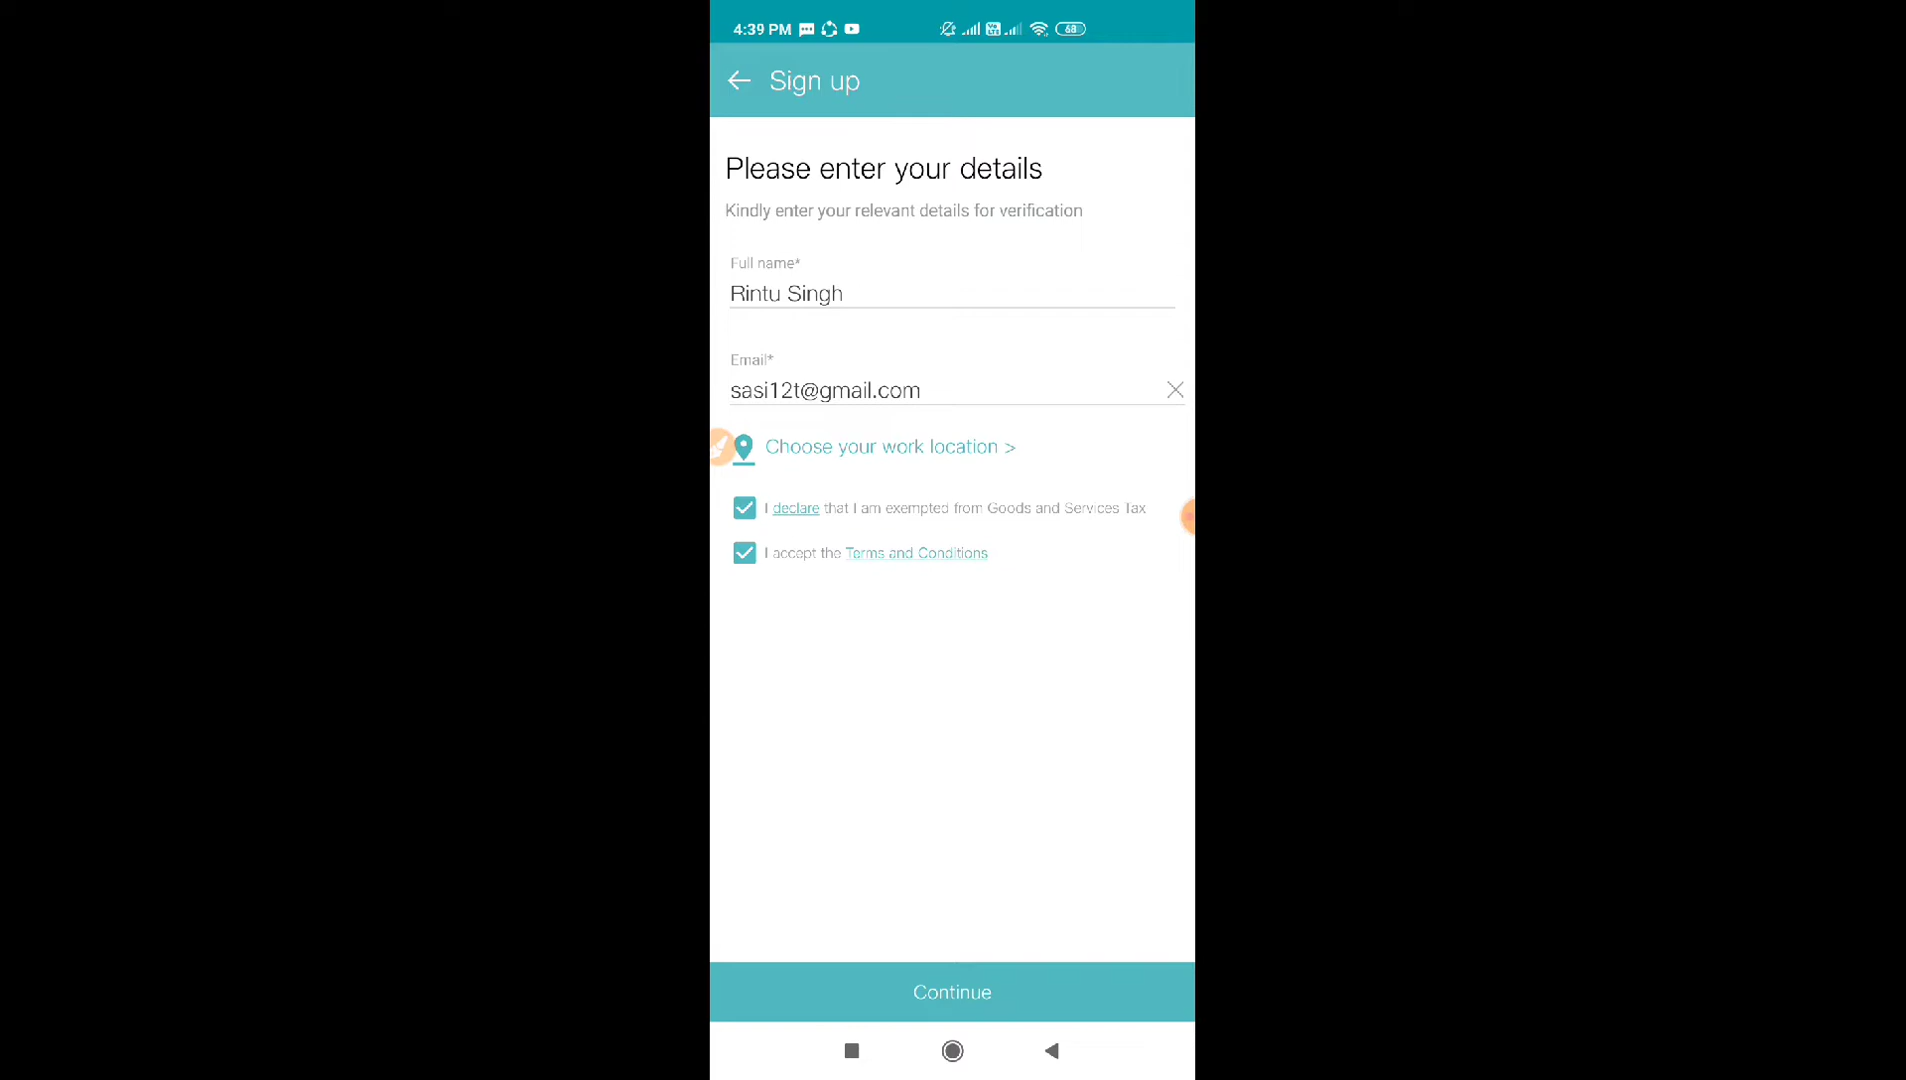 4:39 PM 68
Sign up
Please enter your details
Kindly enter your relevant details for verification
Full name*
Rintu Singh
Email*
sasi12t@gmail.com
Choose your work location >
I declare that I am exempted from Goods and Services Tax
I accept the Terms and Conditions
Continue